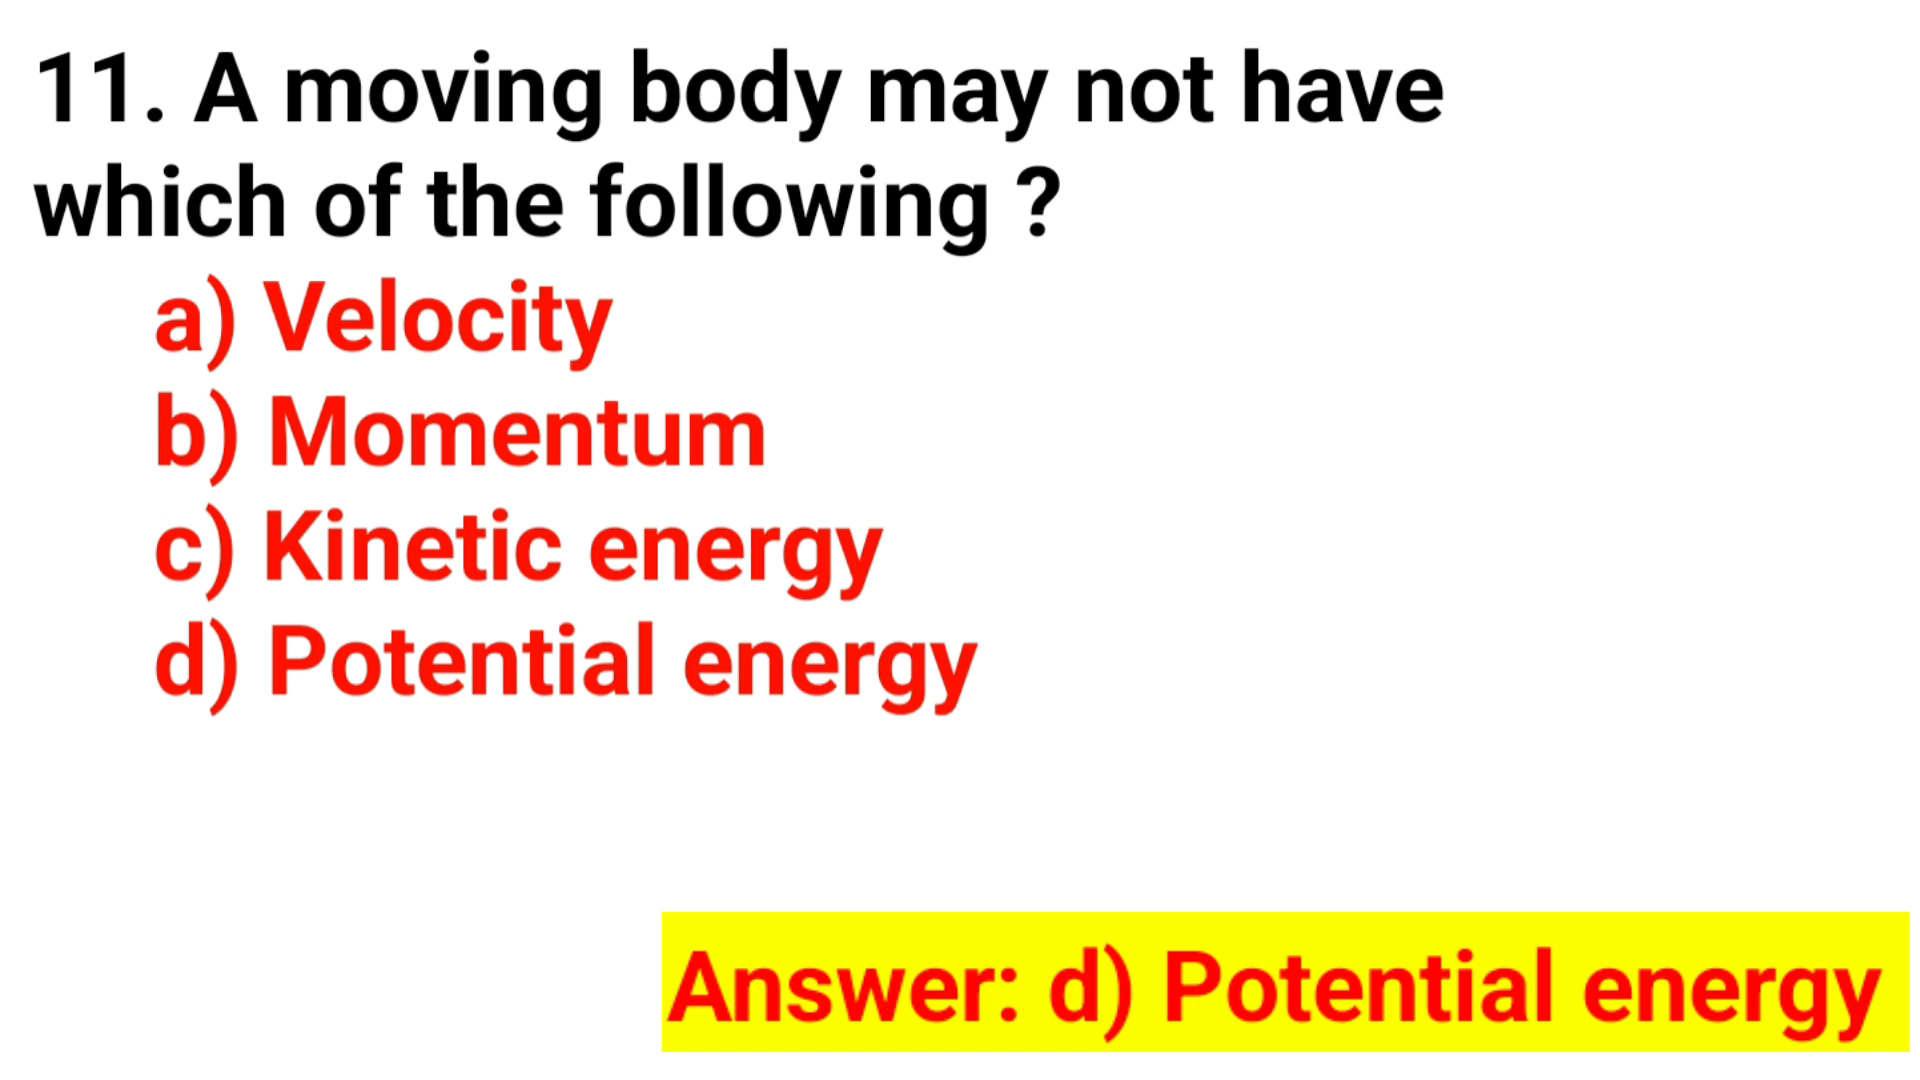 11. A moving body may not have
which of the following ?
a) Velocity
b) Momentum
c) Kinetic energy
d) Potential energy
Answer: d) Potential energy